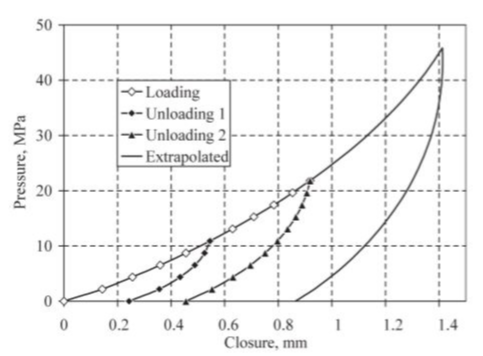 50
40
30
20
10
0
Pressure, MPa
Loading
Unloading 1
Unloading 2
Extrapolated
0 0.2 0.4 0.6 0.8 1 1.2 1.4
Closure, mm